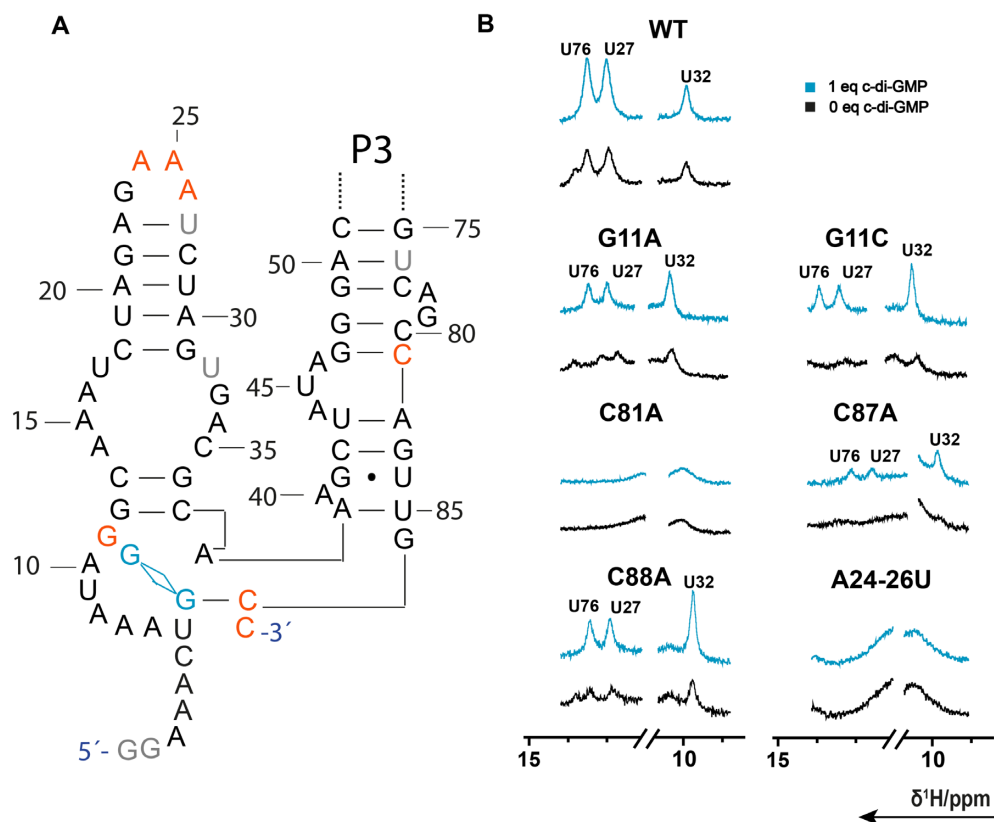 A
25
A A
P3
G A
A U C G 75
G C 50 A U
20 A U G C A
U A 30 G C G 80
C G G C
U U A
A G 45 U A
15 A A A U G
A C 35 C U
C G 40 A G • U
G C A U 85
G A G
10 A G
U G C
A A A U C -3´
C
A
A
5´- GG A
B
WT
U76 U27 U32
1 eq c-di-GMP
0 eq c-di-GMP
G11A
U76 U27 U32
G11C
U76 U27 U32
C81A
C87A
U76 U27 U32
C88A
U76 U27 U32
A24-26U
15 10
15 10
δ¹H/ppm